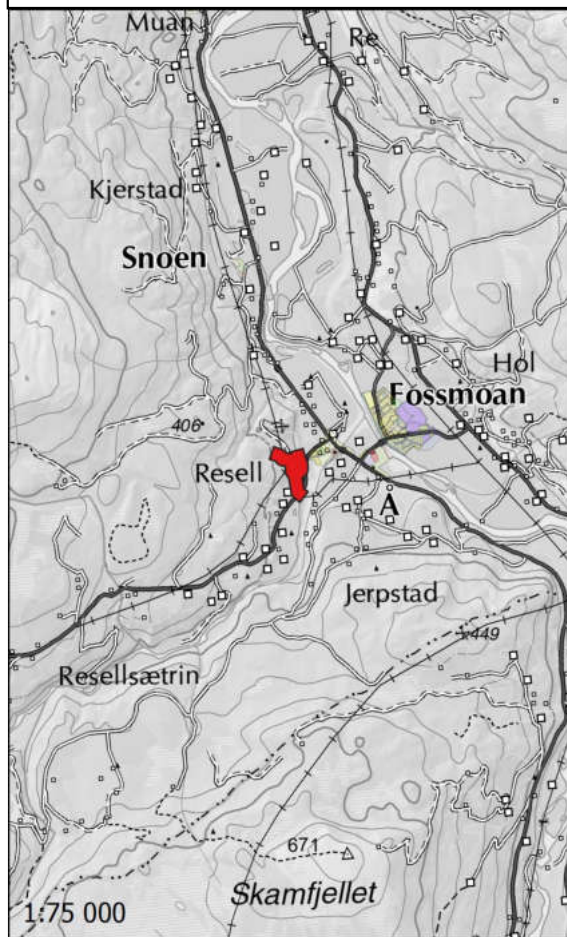 Muan
Re
Kjerstad
Snoen
Hol
Fossmoan
406
Resell
Å
Jerpstad
449
Resellsætrin
671
Skamfjellet
1:75 000